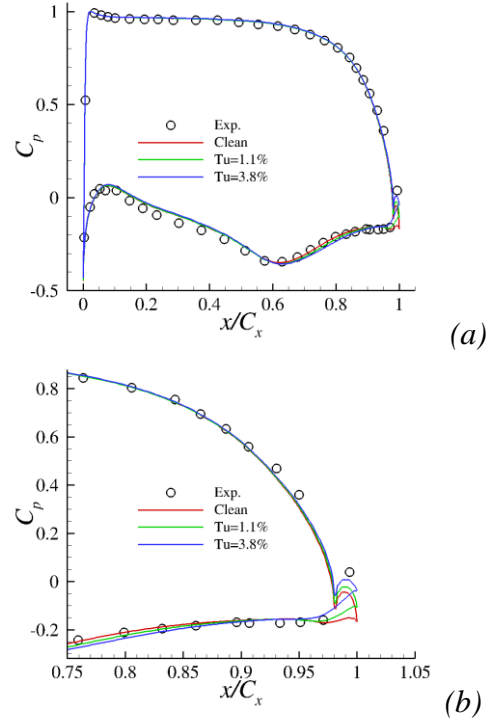 1
0.5
0
-0.5
C_p
Exp.
Clean
Tu=1.1%
Tu=3.8%
0 0.2 0.4 0.6 0.8 1
x/C_x
(a)
0.8
0.6
0.4
0.2
0
-0.2
C_p
Exp.
Clean
Tu=1.1%
Tu=3.8%
0.75 0.8 0.85 0.9 0.95 1 1.05
x/C_x
(b)